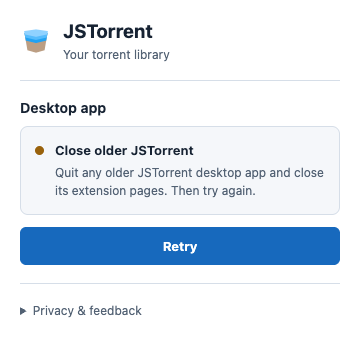 JSTorrent
Your torrent library
Desktop app
Close older JSTorrent
Quit any older JSTorrent desktop app and close
its extension pages. Then try again.
Retry
Privacy & feedback